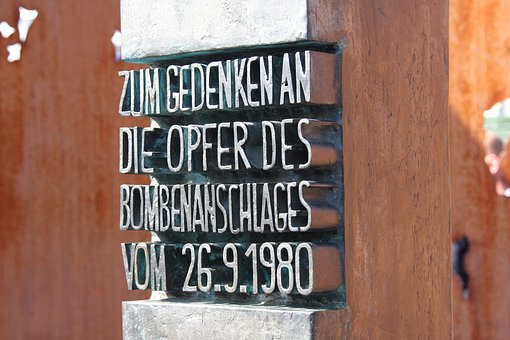 ZUM GEDENKEN AN
DIE OPFER DES
BOMBENANSCHLAGES
VOM 26.9.1980